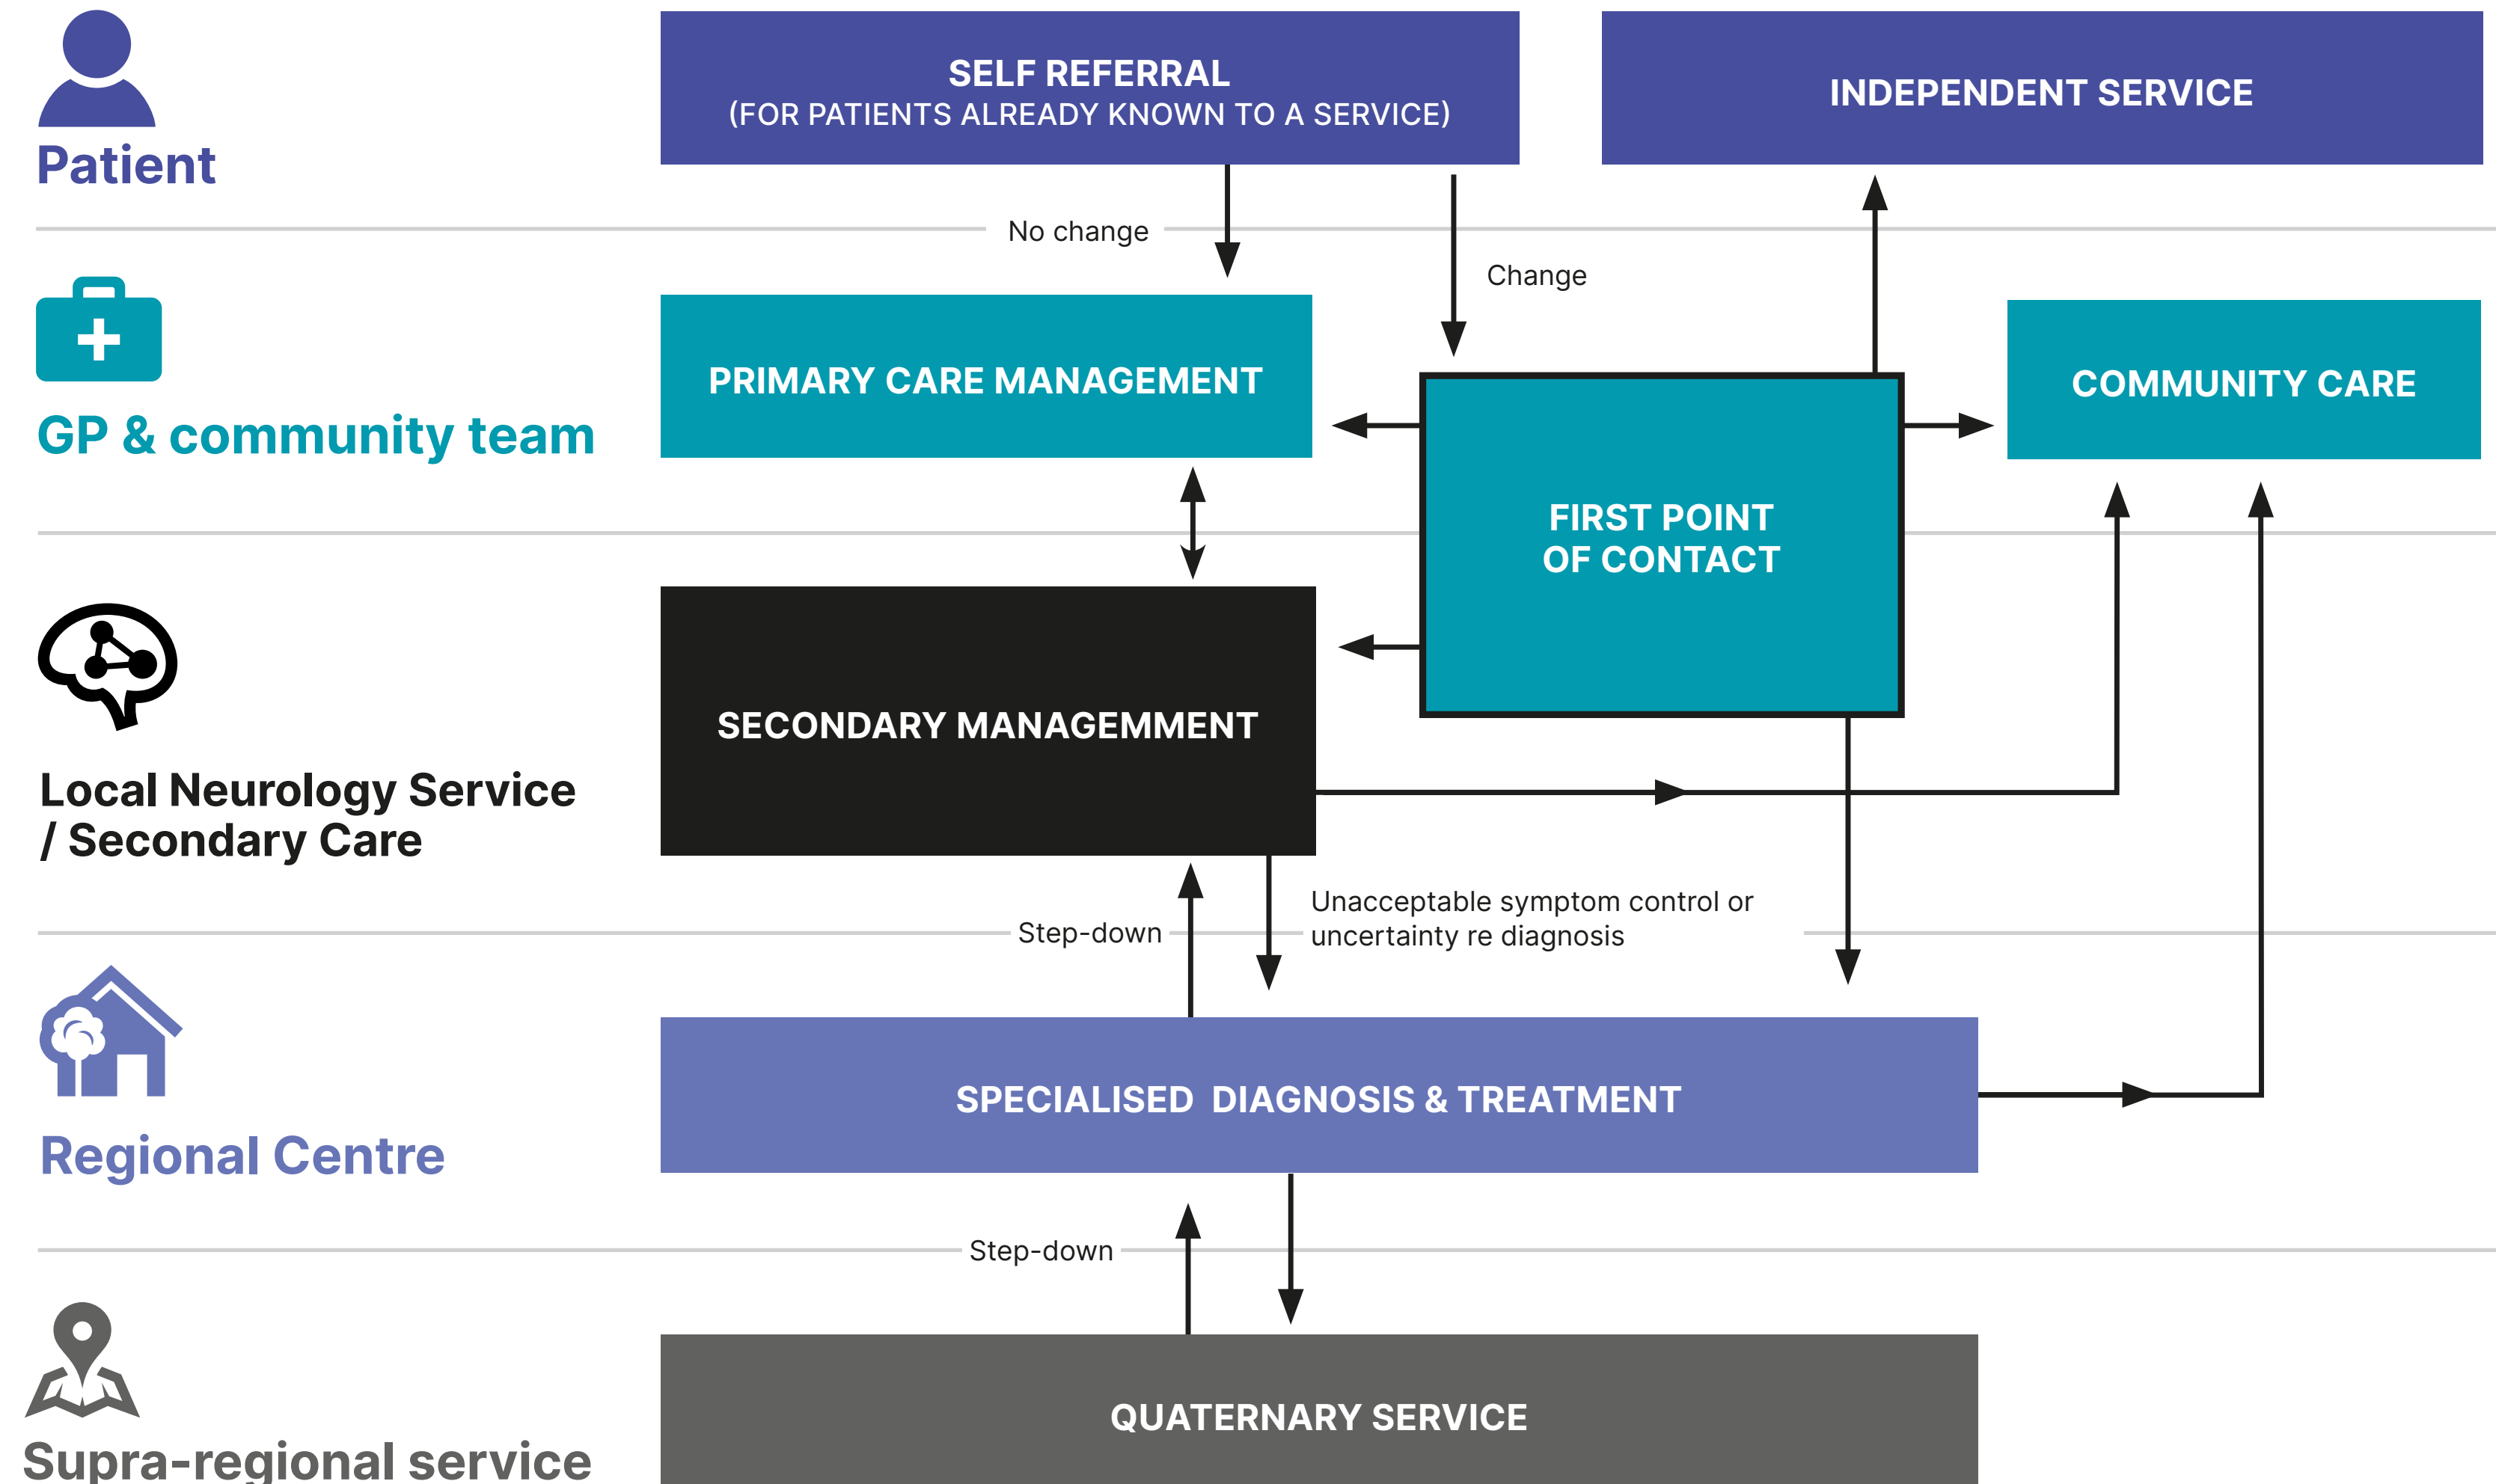 SELF REFERRAL
(FOR PATIENTS ALREADY KNOWN TO A SERVICE)
INDEPENDENT SERVICE
Patient
No change
Change
PRIMARY CARE MANAGEMENT
COMMUNITY CARE
GP & community team
FIRST POINT
OF CONTACT
SECONDARY MANAGEMMENT
Local Neurology Service
/ Secondary Care
Unacceptable symptom control or
uncertainty re diagnosis
Step-down
SPECIALISED  DIAGNOSIS & TREATMENT
Regional Centre
Step-down
QUATERNARY SERVICE
Supra-regional service